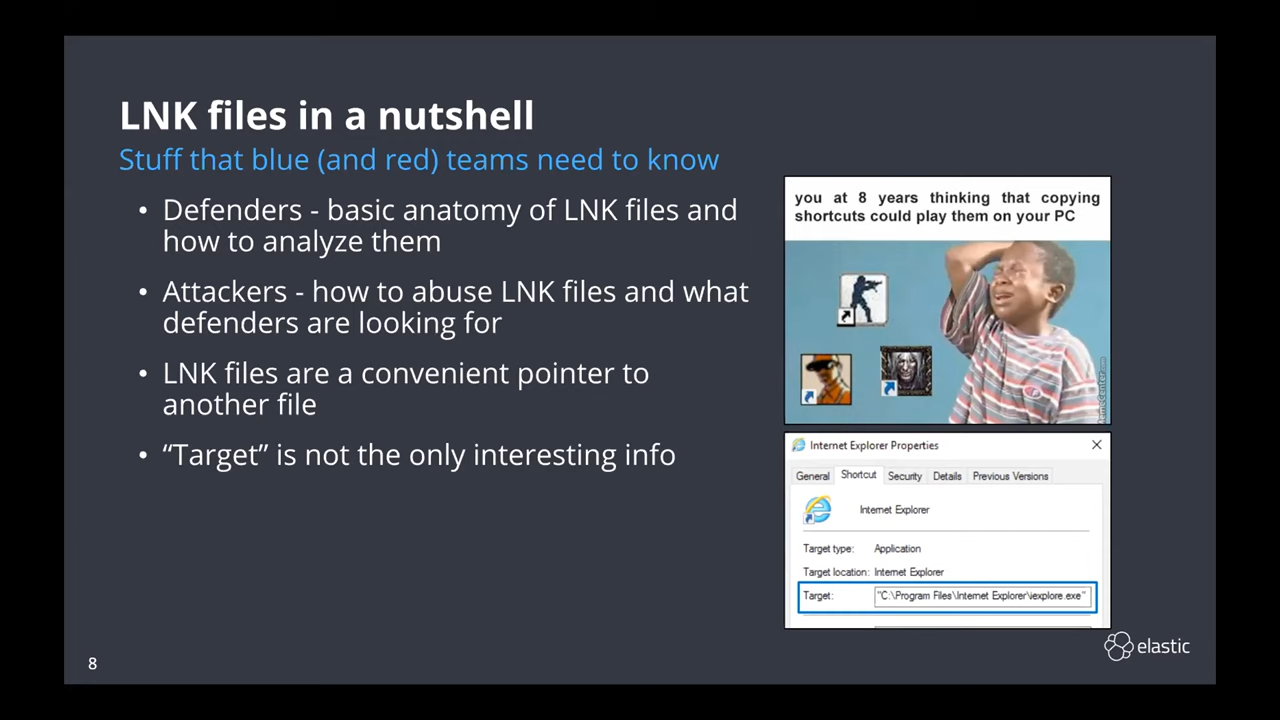 LNK files in a nutshell
Stuff that blue (and red) teams need to know
• Defenders - basic anatomy of LNK files and
how to analyze them
• Attackers - how to abuse LNK files and what
defenders are looking for
• LNK files are a convenient pointer to
another file
• “Target” is not the only interesting info
you at 8 years thinking that copying
shortcuts could play them on your PC
MemeCenter.com
Internet Explorer Properties
General Shortcut Security Details Previous Versions
Internet Explorer
Target type: Application
Target location: Internet Explorer
Target: "C:\Program Files\Internet Explorer\iexplore.exe"
elastic
8